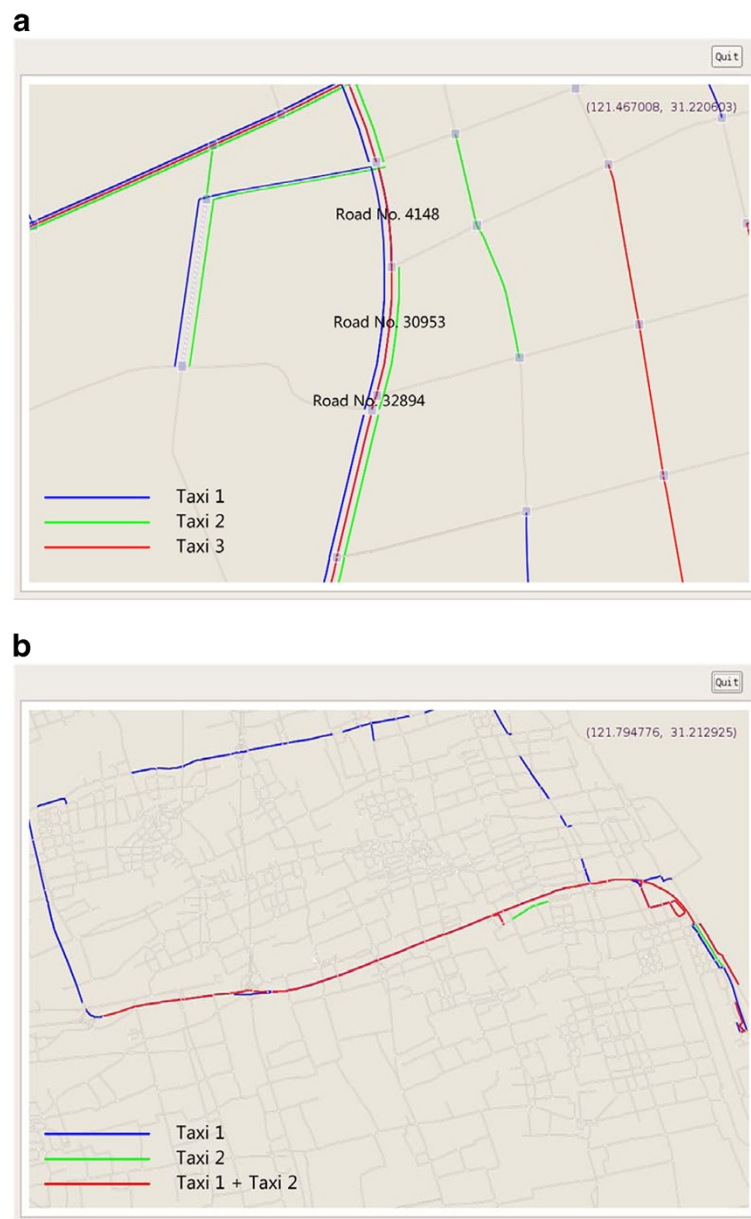 a
Quit
(121.467008, 31.220603)
Road No. 4148
Road No. 30953
Road No. 32894
Taxi 1
Taxi 2
Taxi 3
b
Quit
(121.794776, 31.212925)
Taxi 1
Taxi 2
Taxi 1 + Taxi 2